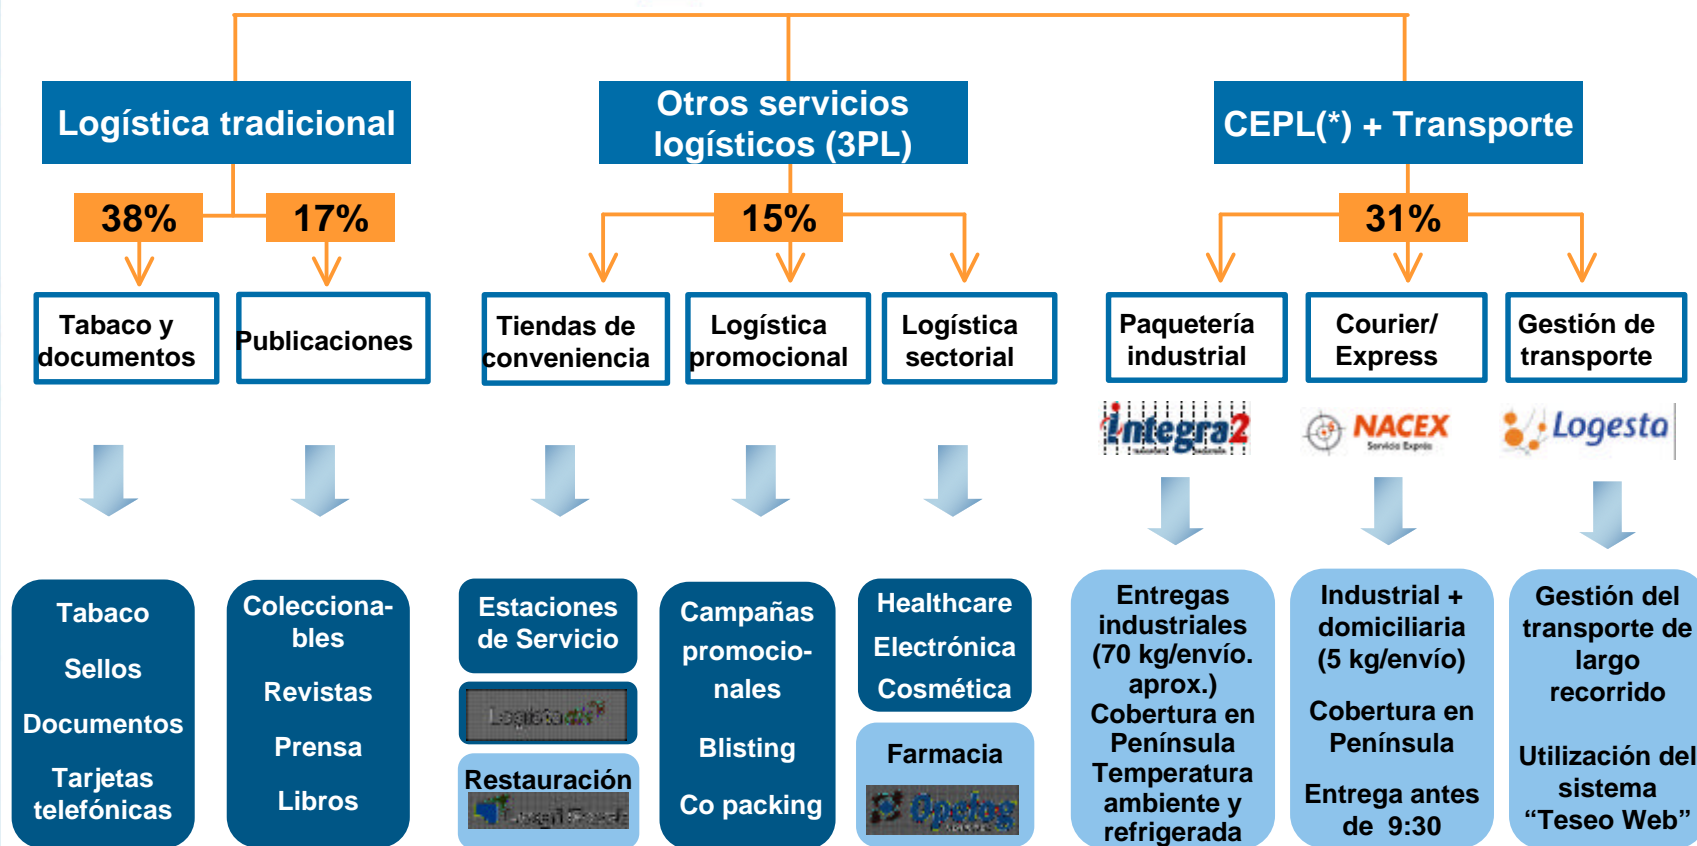 Logística tradicional
Otros servicios
logísticos (3PL)
CEPL(*) + Transporte
38%
17%
15%
31%
Tabaco y
documentos
Publicaciones
Tiendas de
conveniencia
Logística
promocional
Logística
sectorial
Paquetería
industrial
Courier/
Express
Gestión de
transporte
integra2
NACEX
Servicio Exprés
Logesta
Tabaco
Sellos
Documentos
Tarjetas
telefónicas
Colecciona-
bles
Revistas
Prensa
Libros
Estaciones
de Servicio
Logista
Restauración
Campañas
promocio-
nales
Blisting
Co packing
Healthcare
Electrónica
Cosmética
Farmacia
Entregas
industriales
(70 kg/envío.
aprox.)
Cobertura en
Península
Temperatura
ambiente y
refrigerada
Industrial +
domiciliaria
(5 kg/envío)
Cobertura en
Península
Entrega antes
de 9:30
Gestión del
transporte de
largo
recorrido
Utilización del
sistema
“Teseo Web”